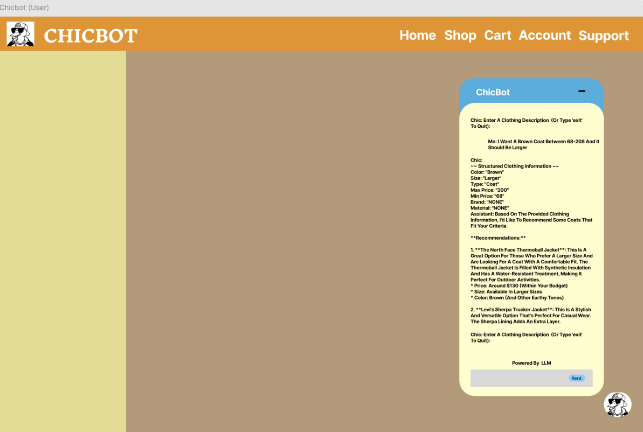 Chicbot (User)
CHICBOT
Home Shop Cart Account Support
ChicBot
Chic: Enter A Clothing Description (Or Type 'exit'
To Quit):
Me: I Want A Brown Coat Between 68-208 And It
Should Be Larger
Chic:
--- Structured Clothing Information ---
Color: "Brown"
Size: "Larger"
Type: "Coat"
Max Price: "200"
Min Price: "68"
Brand: "NONE"
Material: "NONE"
Assistant: Based On The Provided Clothing
Information, I'd Like To Recommend Some Coats That
Fit Your Criteria.
**Recommendations:**
1. **The North Face Thermoball Jacket**: This Is A
Great Option For Those Who Prefer A Larger Size And
Are Looking For A Coat With A Comfortable Fit. The
Thermoball Jacket Is Filled With Synthetic Insulation
And Has A Water-Resistant Treatment, Making It
Perfect For Outdoor Activities.
* Price: Around $130 (Within Your Budget)
* Size: Available In Larger Sizes
* Color: Brown (And Other Earthy Tones)
2. **Levi's Sherpa Trucker Jacket**: This Is A Stylish
And Versatile Option That's Perfect For Casual Wear.
The Sherpa Lining Adds An Extra Layer.
Chic: Enter A Clothing Description (Or Type 'exit'
To Quit):
Powered By LLM
Send